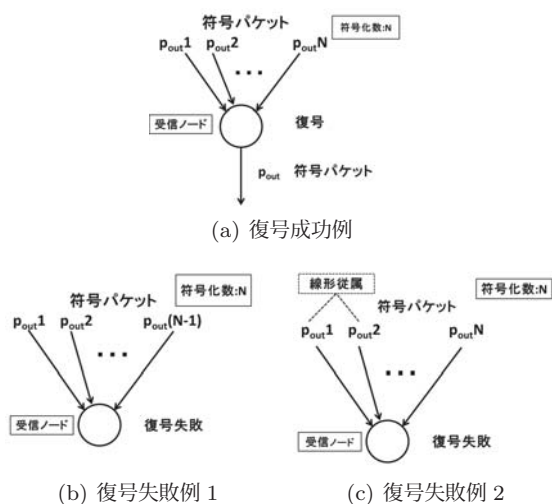 符号パケット
符号化数:N
pout1 pout2 ... poutN
受信ノード
復号
pout 符号パケット
(a) 復号成功例
符号パケット
符号化数:N
pout1 pout2 ... pout(N-1)
受信ノード
復号失敗
(b) 復号失敗例 1
線形従属
符号パケット
符号化数:N
pout1 pout2 ... poutN
受信ノード
復号失敗
(c) 復号失敗例 2